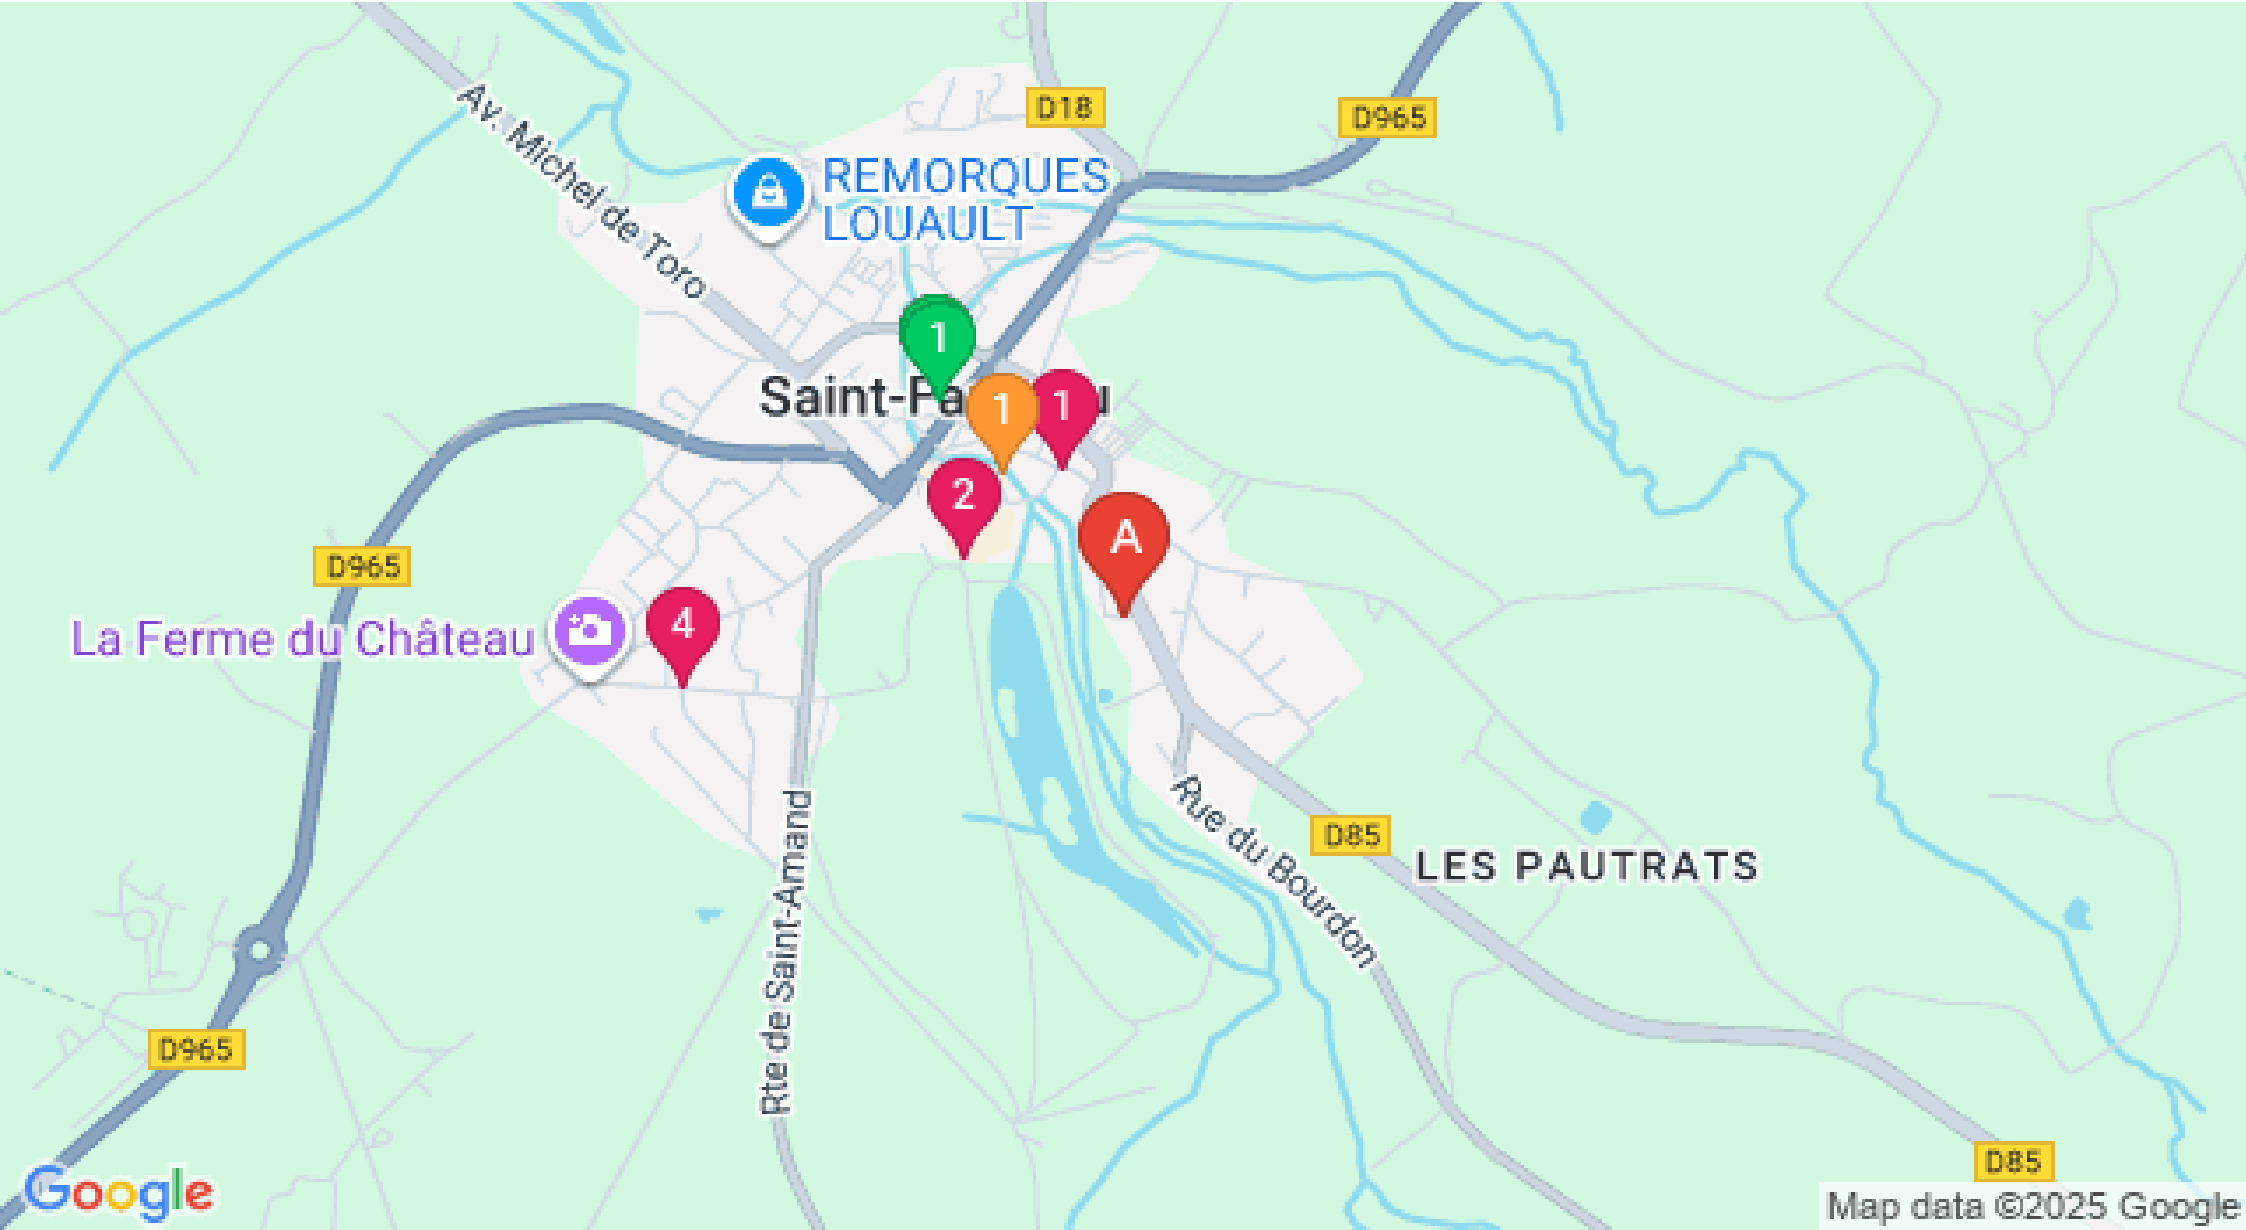 D18
D965
Av. Michel de Toro
REMORQUES
LOUAULT
1
Saint-Fa
u
1
1
2
A
D965
La Ferme du Château
4
Rte de Saint-Amand
Rue du Bourdon
D85
LES PAUTRATS
D965
D85
Google
Map data ©2025 Google